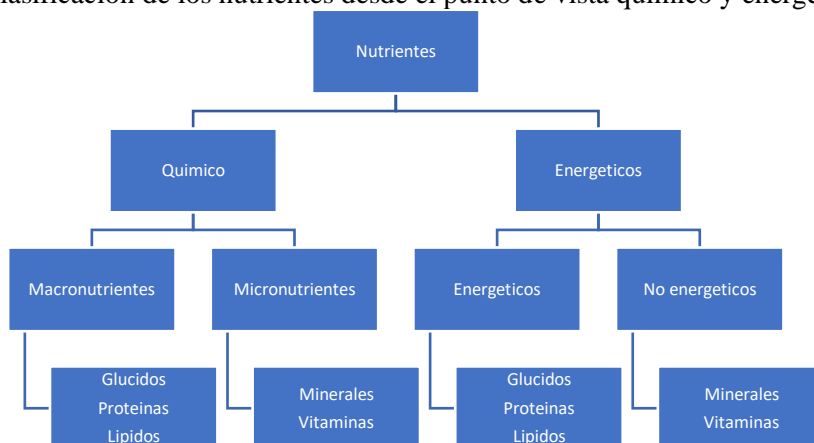 lasificación de los nutrientes desde el punto de vista químico y energé
Nutrientes
Quimico
Energeticos
Macronutrientes
Micronutrientes
Energeticos
No energeticos
Glucidos
Proteinas
Lipidos
Minerales
Vitaminas
Glucidos
Proteinas
Lipidos
Minerales
Vitaminas